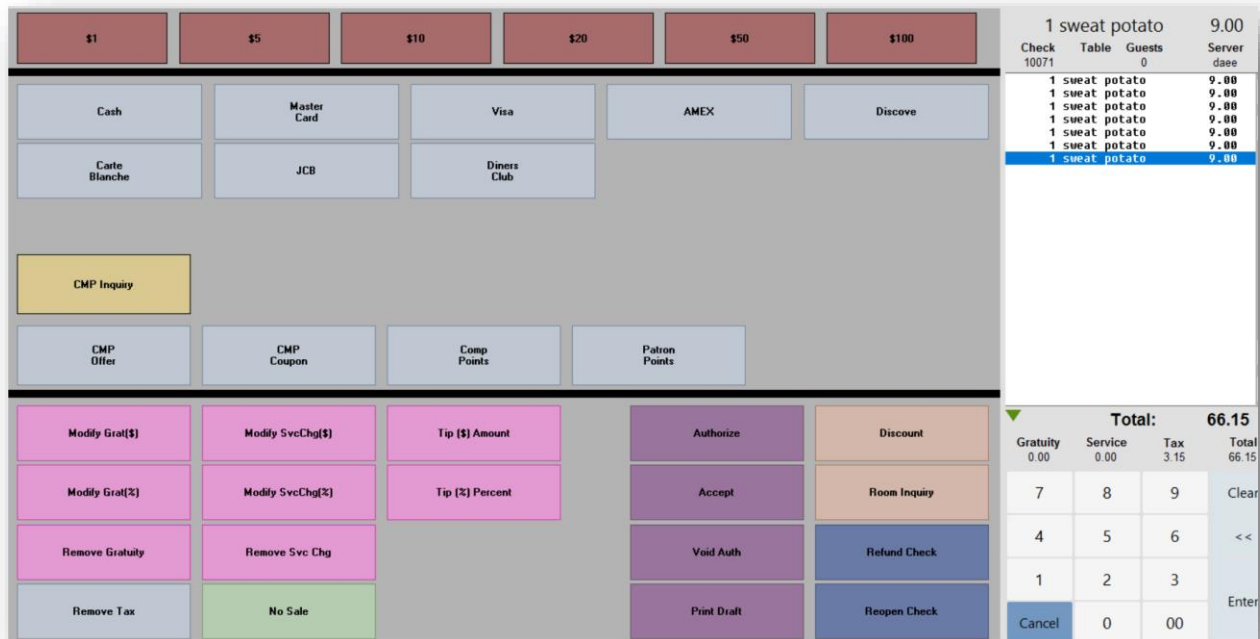 $1 $5 $10 $20 $50 $100
Cash Master Card Visa AMEX Discove
Carte Blanche JCB Diners Club
CMP Inquiry
CMP Offer CMP Coupon Comp Points Patron Points
Modify Grat($) Modify SvcChg($) Tip ($) Amount Authorize Discount
Modify Grat(%) Modify SvcChg(%) Tip (%) Percent Accept Room Inquiry
Remove Gratuity Remove Svc Chg Void Auth Refund Check
Remove Tax No Sale Print Draft Reopen Check
1 sweat potato 9.00
Check Table Guests Server
10071 0 daee
1 sweat potato 9.00
1 sweat potato 9.00
1 sweat potato 9.00
1 sweat potato 9.00
1 sweat potato 9.00
1 sweat potato 9.00
1 sweat potato 9.00
Total: 66.15
Gratuity Service Tax Total
0.00 0.00 3.15 66.15
7 8 9 Clear
4 5 6 <<
1 2 3
Enter
Cancel 0 00